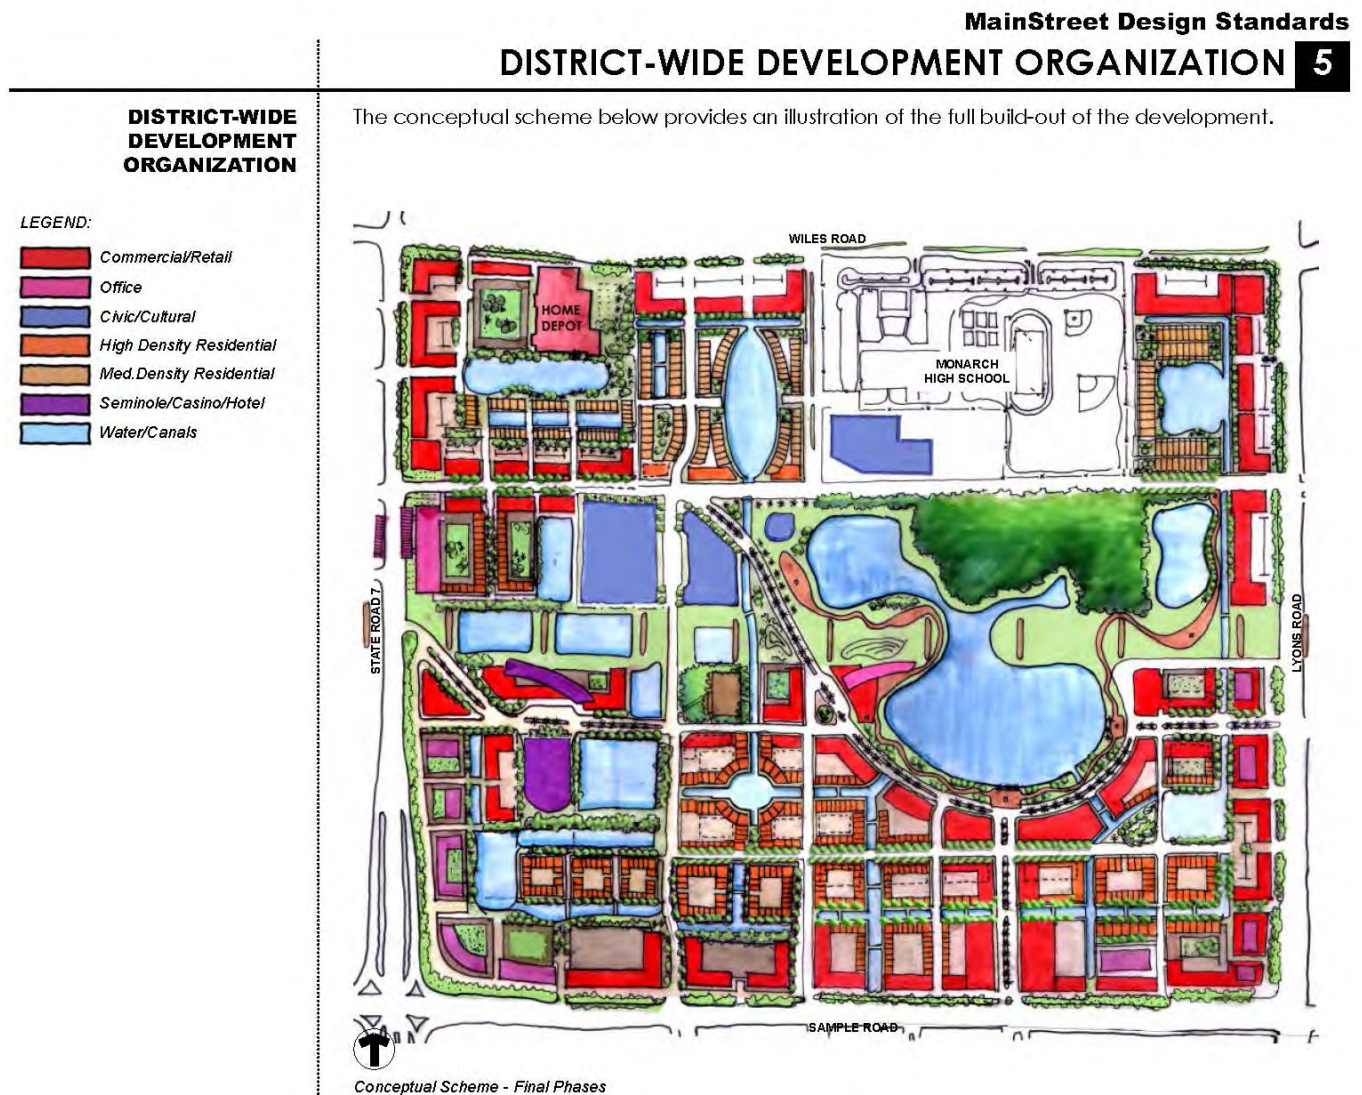 MainStreet Design Standards
DISTRICT-WIDE DEVELOPMENT ORGANIZATION 5
DISTRICT-WIDE
DEVELOPMENT
ORGANIZATION
The conceptual scheme below provides an illustration of the full build-out of the development.
LEGEND:
Commercial/Retail
Office
Civic/Cultural
High Density Residential
Med.Density Residential
Seminole/Casino/Hotel
Water/Canals
WILES ROAD
HOME
DEPOT
MONARCH
HIGH SCHOOL
STATE ROAD 7
LYONS ROAD
SAMPLE ROAD
Conceptual Scheme - Final Phases